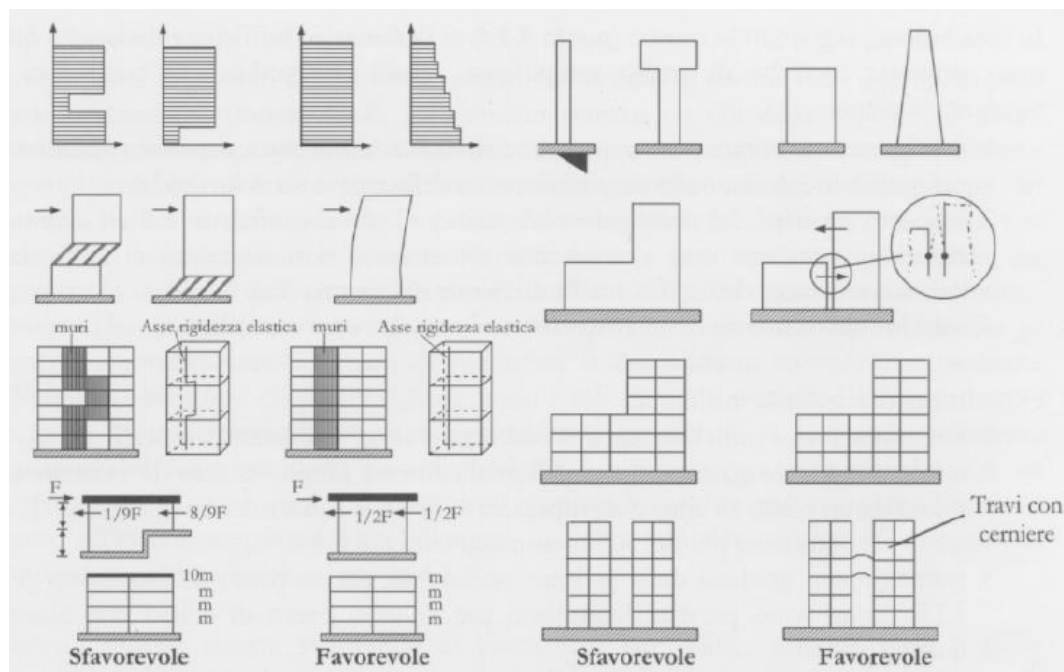 muri
Asse rigidezza elastica
muri
Asse rigidezza elastica
F
1/9F
8/9F
F
1/2F
1/2F
10m
m
m
m
m
m
m
m
Travi con
cerniere
Sfavorevole
Favorevole
Sfavorevole
Favorevole